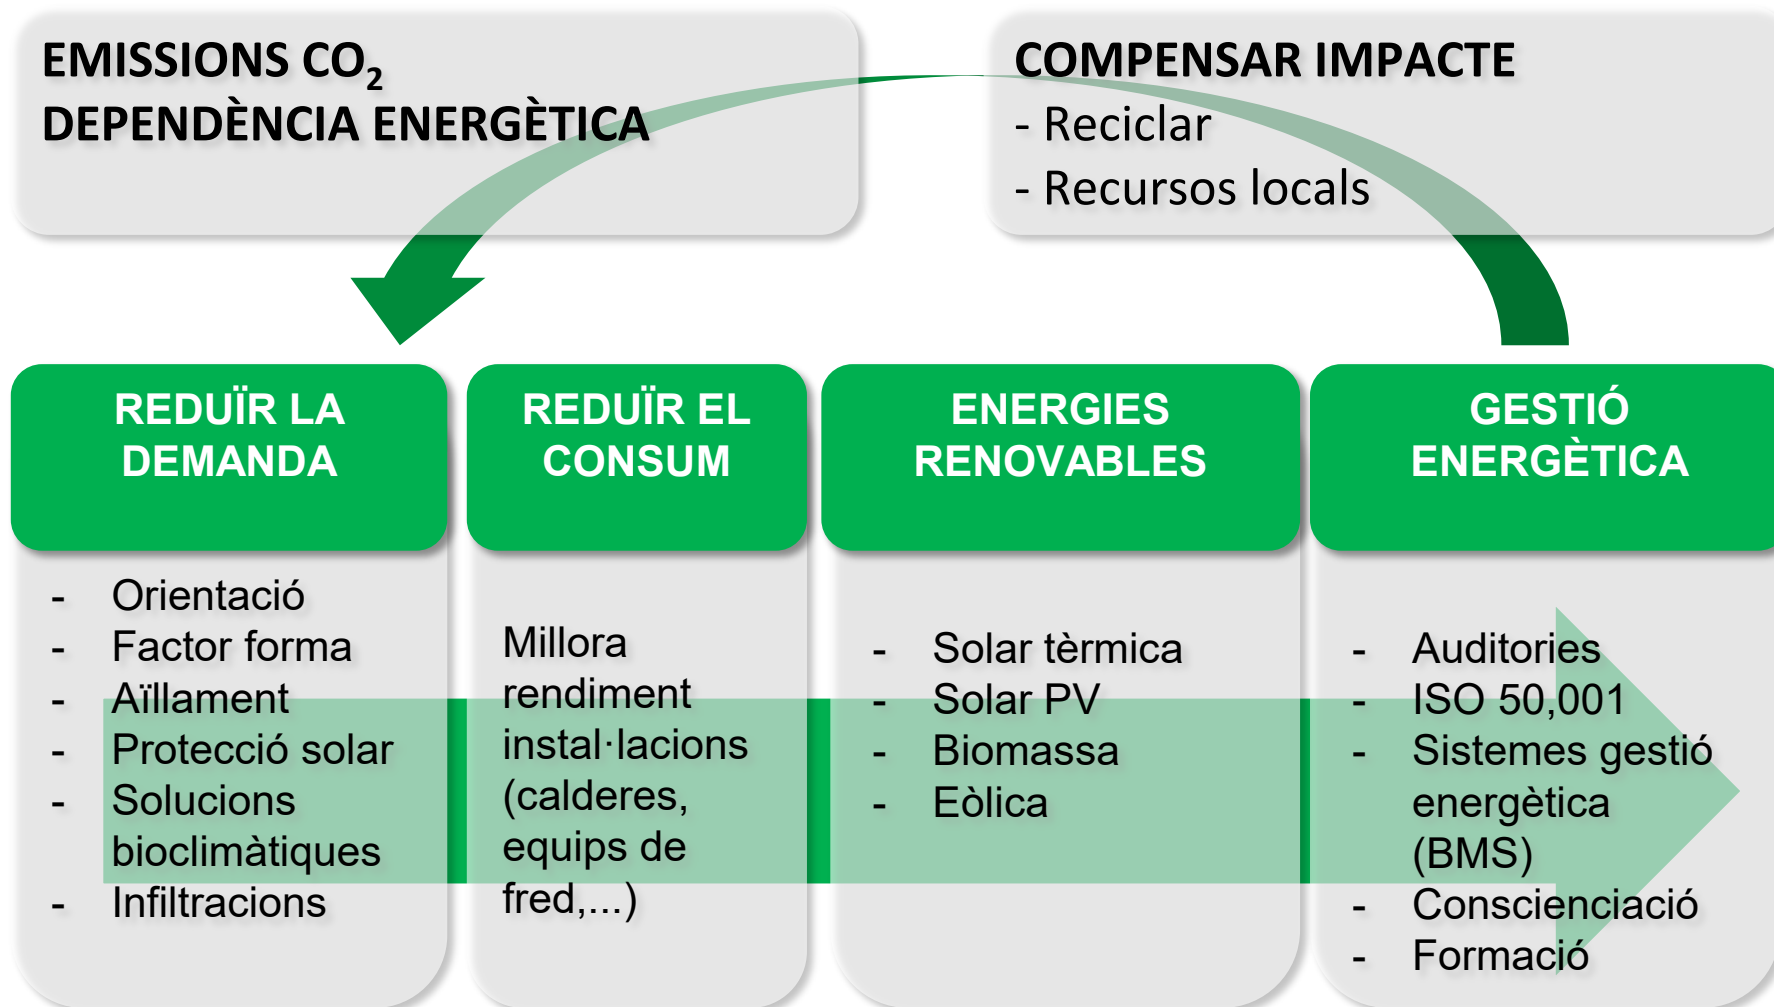 EMISSIONS CO₂
DEPENDÈNCIA ENERGÈTICA
COMPENSAR IMPACTE
- Reciclar
- Recursos locals
REDUÏR LA
DEMANDA
- Orientació
- Factor forma
- Aïllament
- Protecció solar
- Solucions
bioclimàtiques
- Infiltracions
REDUÏR EL
CONSUM
Millora
rendiment
instal·lacions
(calderes,
equips de
fred,...)
ENERGIES
RENOVABLES
- Solar tèrmica
- Solar PV
- Biomassa
- Eòlica
GESTIÓ
ENERGÈTICA
- Auditories
- ISO 50,001
- Sistemes gestió
energètica
(BMS)
- Conscienciació
- Formació